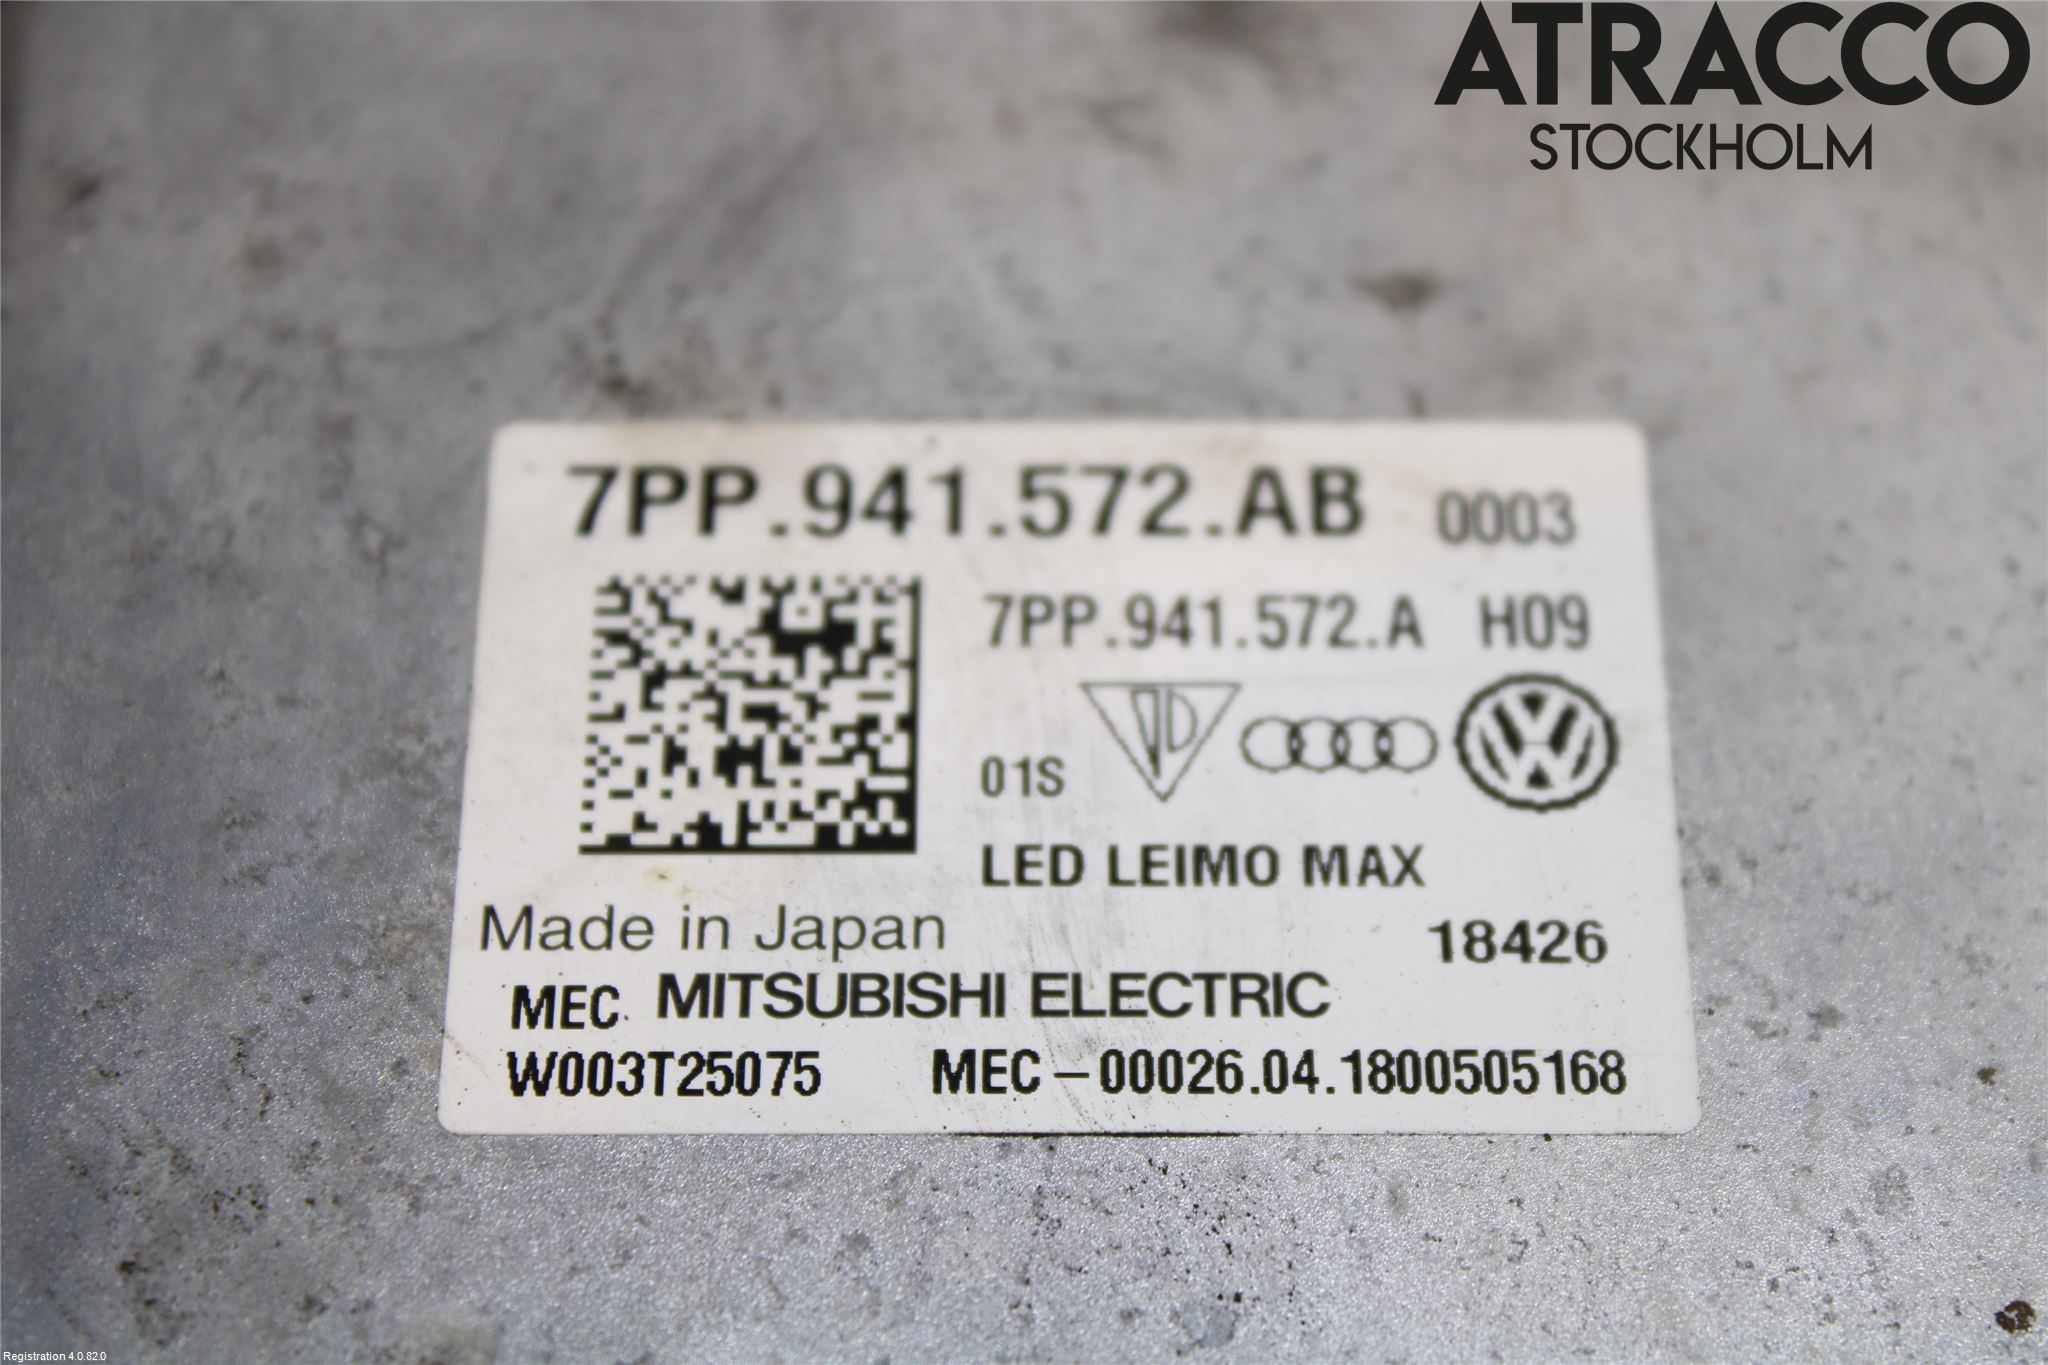 ATRACCO
STOCKHOLM
7PP.941.572.AB 0003
7PP.941.572.A H09
01S
LED LEIMO MAX
Made in Japan 18426
MEC MITSUBISHI ELECTRIC
W003T25075 MEC-00026.04.1800505168
Registration 4.0.82.0